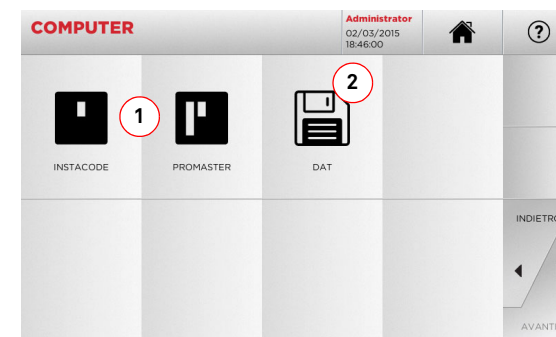 COMPUTER
Administrator
02/03/2015
18:46:00
?
1
2
INSTACODE
PROMASTER
DAT
INDIETRO
AVANTI